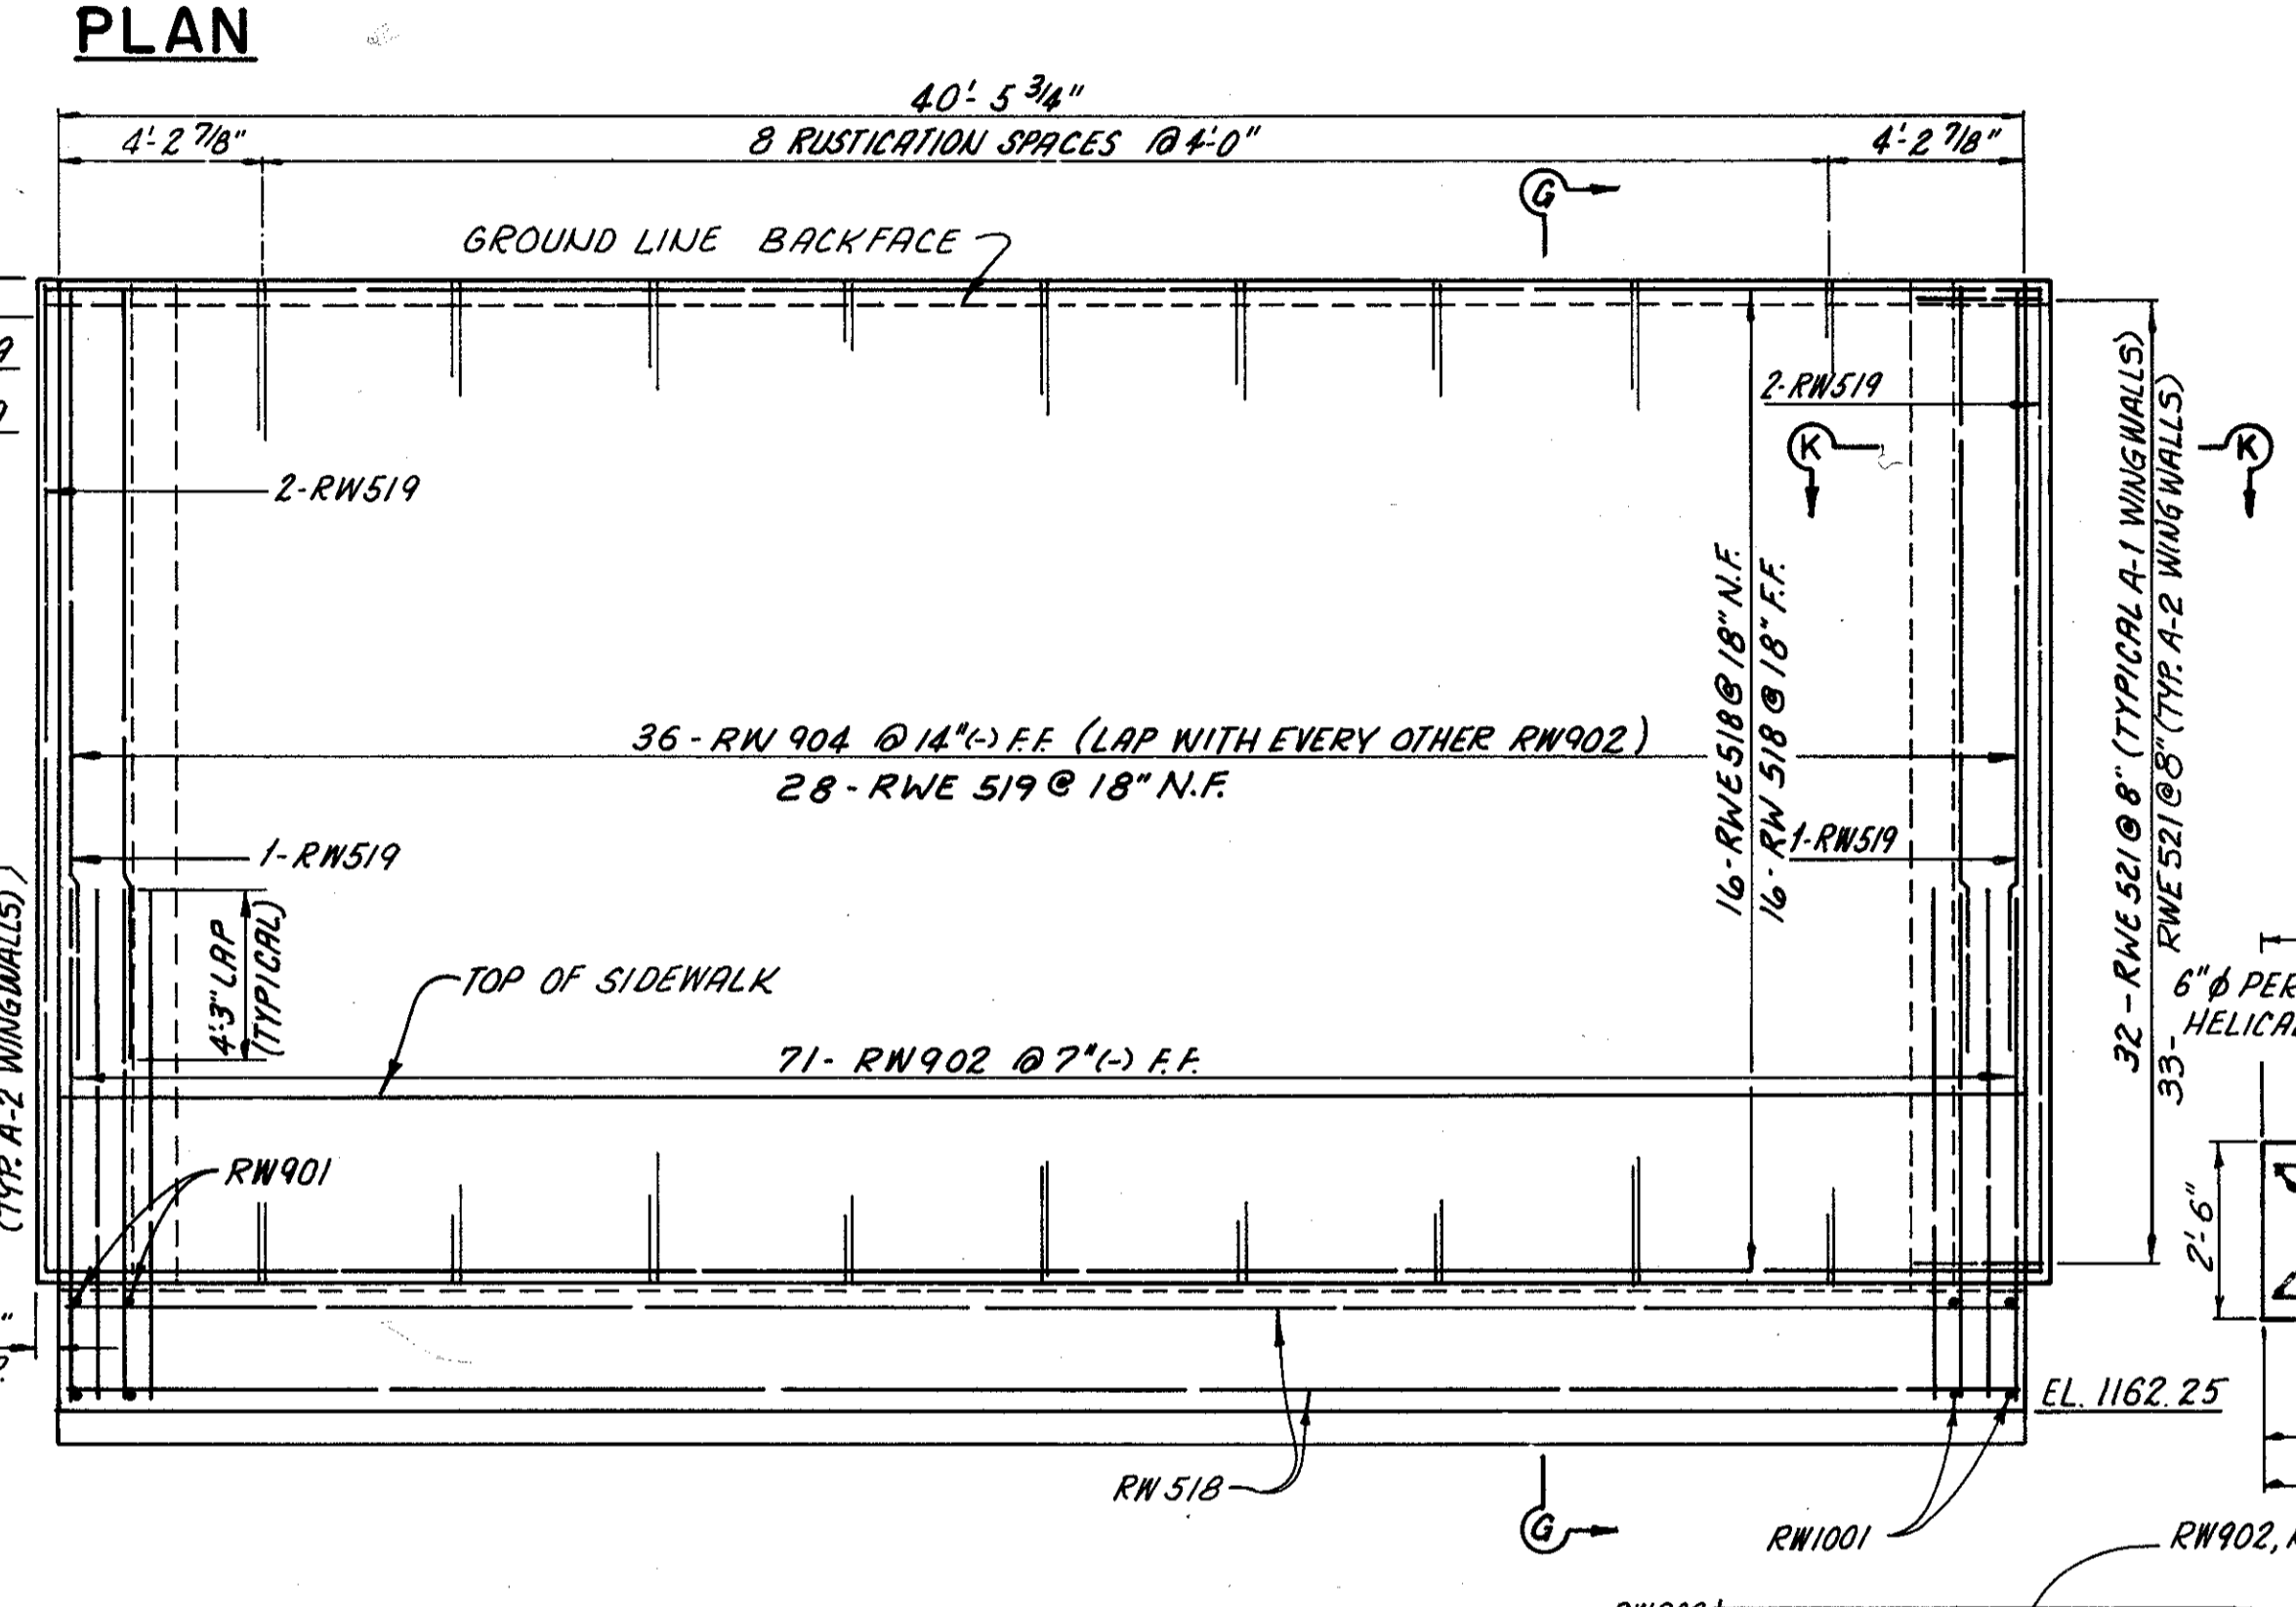 PLAN
40'- 5 3/4"
4'-2 7/8"
8 RUSTICATION SPACES @ 4'-0"
4'-2 7/8"
G
GROUND LINE BACKFACE
2-RW519
K
K
2-RW519
16-RWE518 @ 18" N.F.
16-RW 518 @ 18" F.F.
32-RWE 521 @ 8" (TYPICAL A-1 WINGWALLS)
33- RWE 521 @ 8" (TYP. A-2 WINGWALLS)
36 - RW 904 @ 14"(-) F.F. (LAP WITH EVERY OTHER RW902)
28 - RWE 519 @ 18" N.F.
1-RW519
1-RW519
4'-3" LAP
(TYPICAL)
(TYP. A-2 WINGWALLS)
TOP OF SIDEWALK
6"ø PER
HELICA
71- RW902 @ 7"(-) F.F.
RW901
2'-6"
EL. 1162.25
RW 518
G
RW1001
RW902,